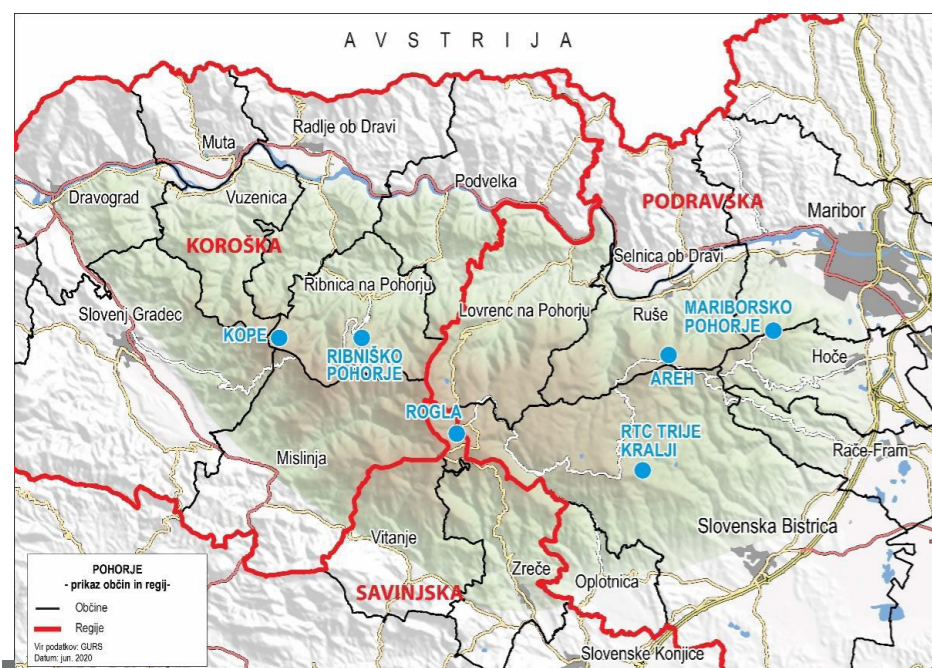 AVSTRIJA
Radlje ob Dravi
Muta
Podvelka
Dravograd
Vuzenica
PODRAVSKA
Maribor
KOROŠKA
Selnica ob Dravi
Ribnica na Pohorju
Slovenj Gradec
Lovrenc na Pohorju
Ruše
MARIBORSKO
POHORJE
KOPE
RIBNIŠKO
POHORJE
Hoče
AREH
ROGLA
RTC TRIJE
KRALJI
Rače-Fram
Mislinja
Slovenska Bistrica
Vitanje
Zreče
Oplotnica
SAVINJSKA
Slovenske Konjice
POHORJE
- prikaz občin in regij-
Občine
Regije
Vir podatkov: GURS
Datum: jun. 2020